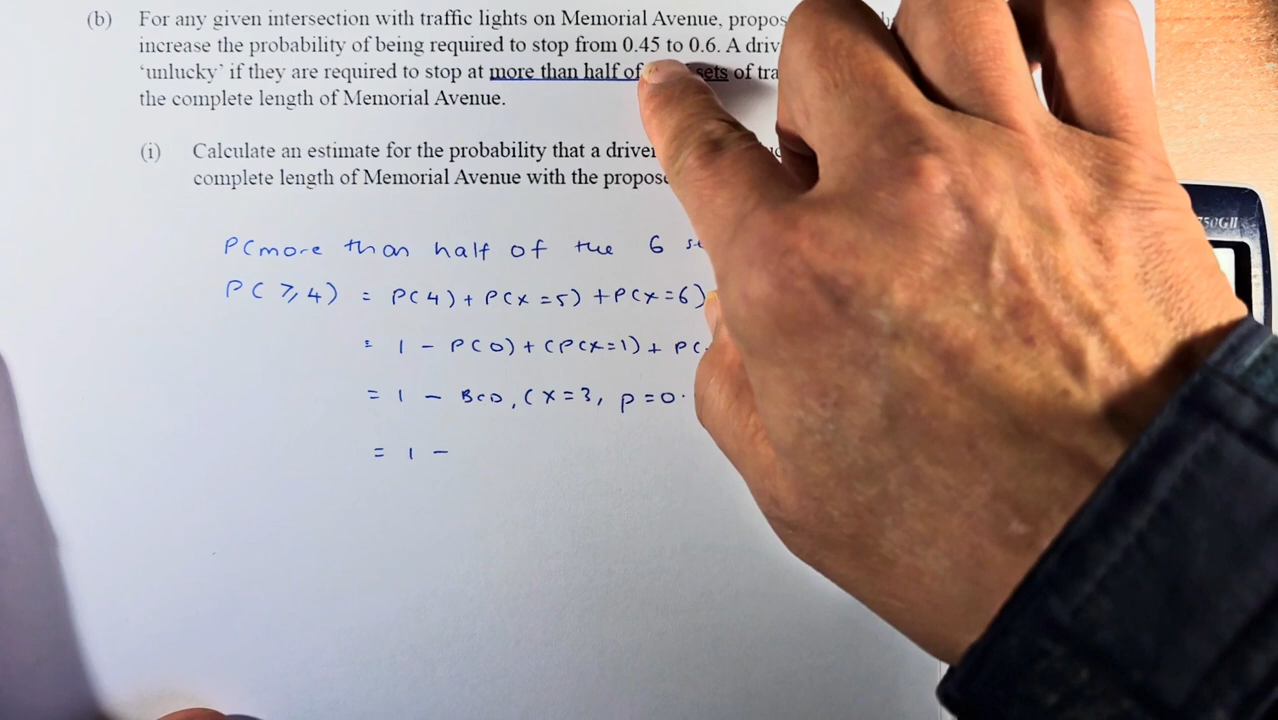 (b) For any given intersection with traffic lights on Memorial Avenue,
increase the probability of being required to stop from 0.45 to 0.6. A
‘unlucky’ if they are required to stop at more than half of sets of
the complete length of Memorial Avenue.
(i) Calculate an estimate for the probability that a driver
complete length of Memorial Avenue with the
P(more than half of the 6
P( ⩾ 4) = P(4) + P(x=5) + P(x=6)
= 1 - P(0) + (P(x=1) + P(
= 1 - BCD, (x=3, p=0.
= 1 -
50GII